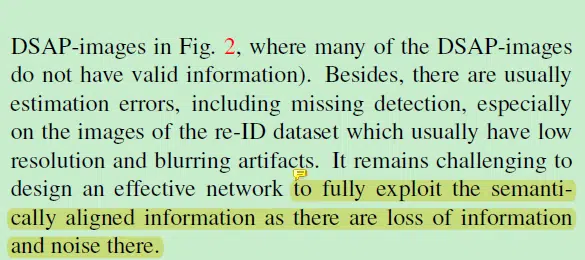 DSAP-images in Fig. 2, where many of the DSAP-images
do not have valid information). Besides, there are usually
estimation errors, including missing detection, especially
on the images of the re-ID dataset which usually have low
resolution and blurring artifacts. It remains challenging to
design an effective network to fully exploit the semanti-
cally aligned information as there are loss of information
and noise there.